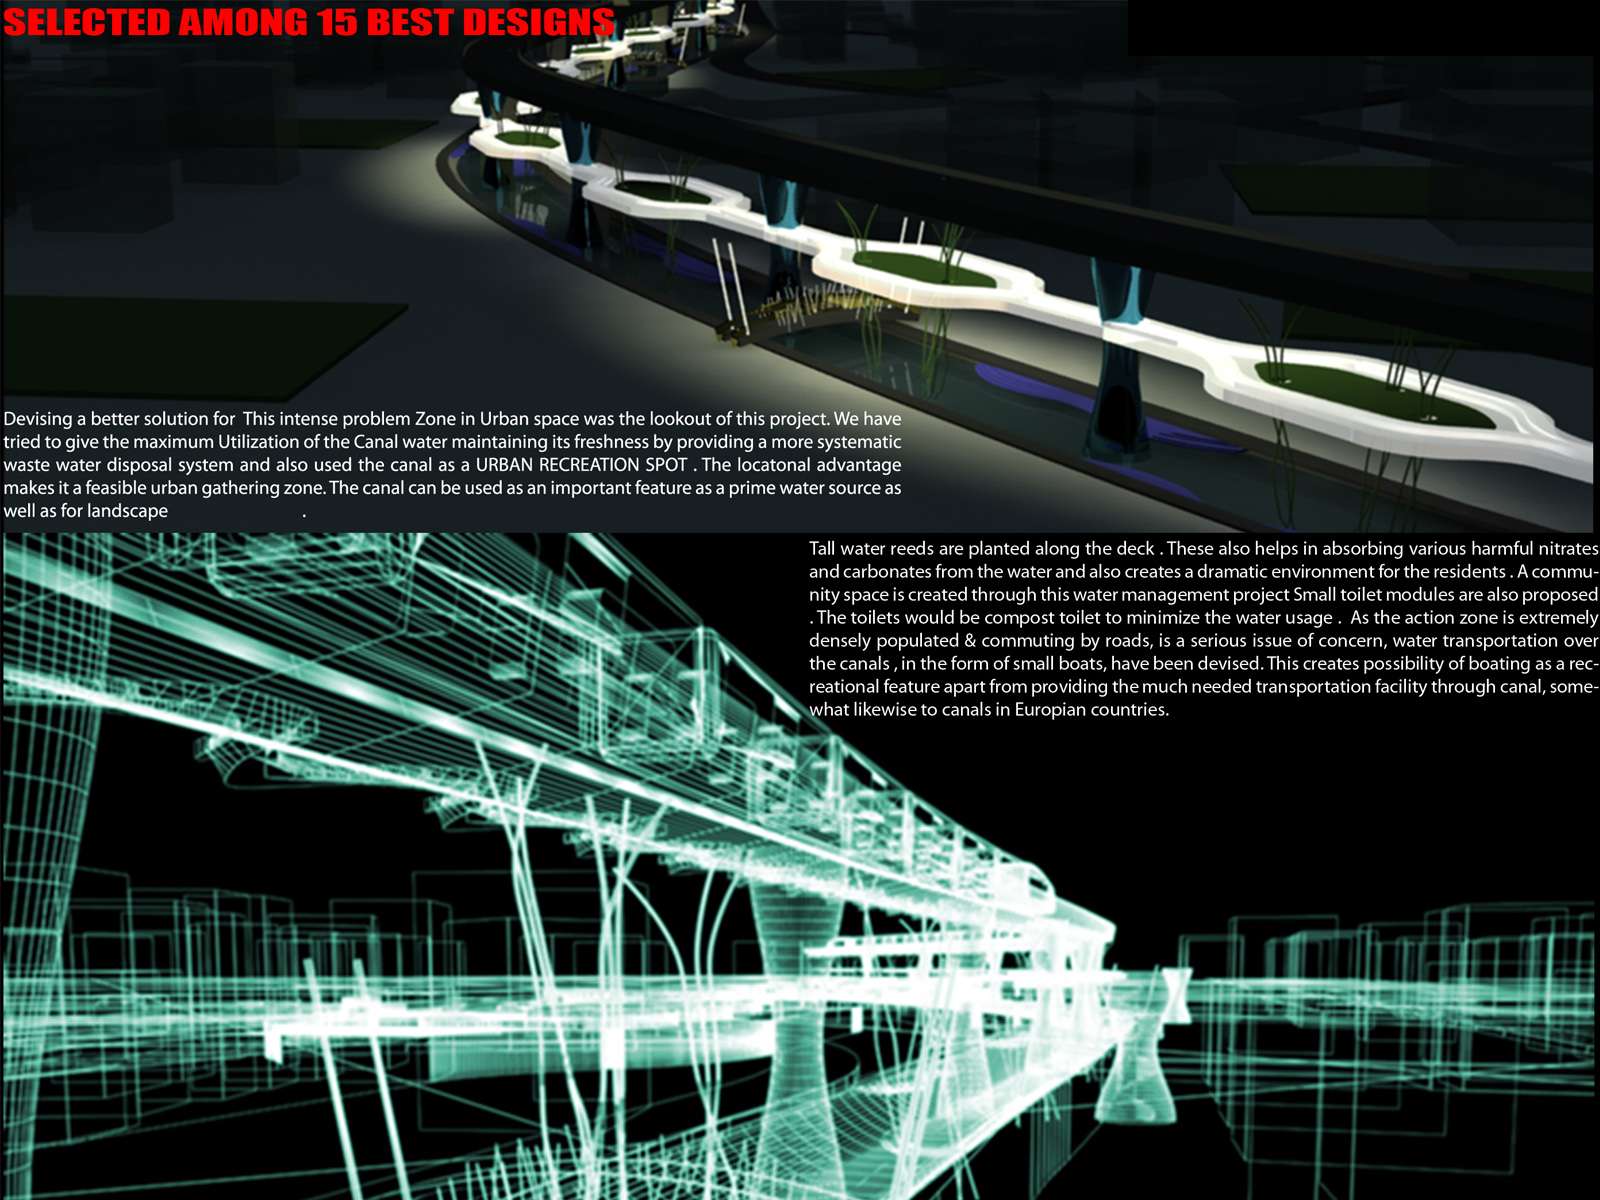 SELECTED AMONG 15 BEST DESIGNS
Devising a better solution for This intense problem Zone in Urban space was the lookout of this project. We have
tried to give the maximum Utilization of the Canal water maintaining its freshness by providing a more systematic
waste water disposal system and also used the canal as a URBAN RECREATION SPOT . The locatonal advantage
makes it a feasible urban gathering zone. The canal can be used as an important feature as a prime water source as
well as for landscape .
Tall water reeds are planted along the deck . These also helps in absorbing various harmful nitrates
and carbonates from the water and also creates a dramatic environment for the residents . A commu-
nity space is created through this water management project Small toilet modules are also proposed
. The toilets would be compost toilet to minimize the water usage . As the action zone is extremely
densely populated & commuting by roads, is a serious issue of concern, water transportation over
the canals , in the form of small boats, have been devised. This creates possibility of boating as a rec-
reational feature apart from providing the much needed transportation facility through canal, some-
what likewise to canals in Europian countries.